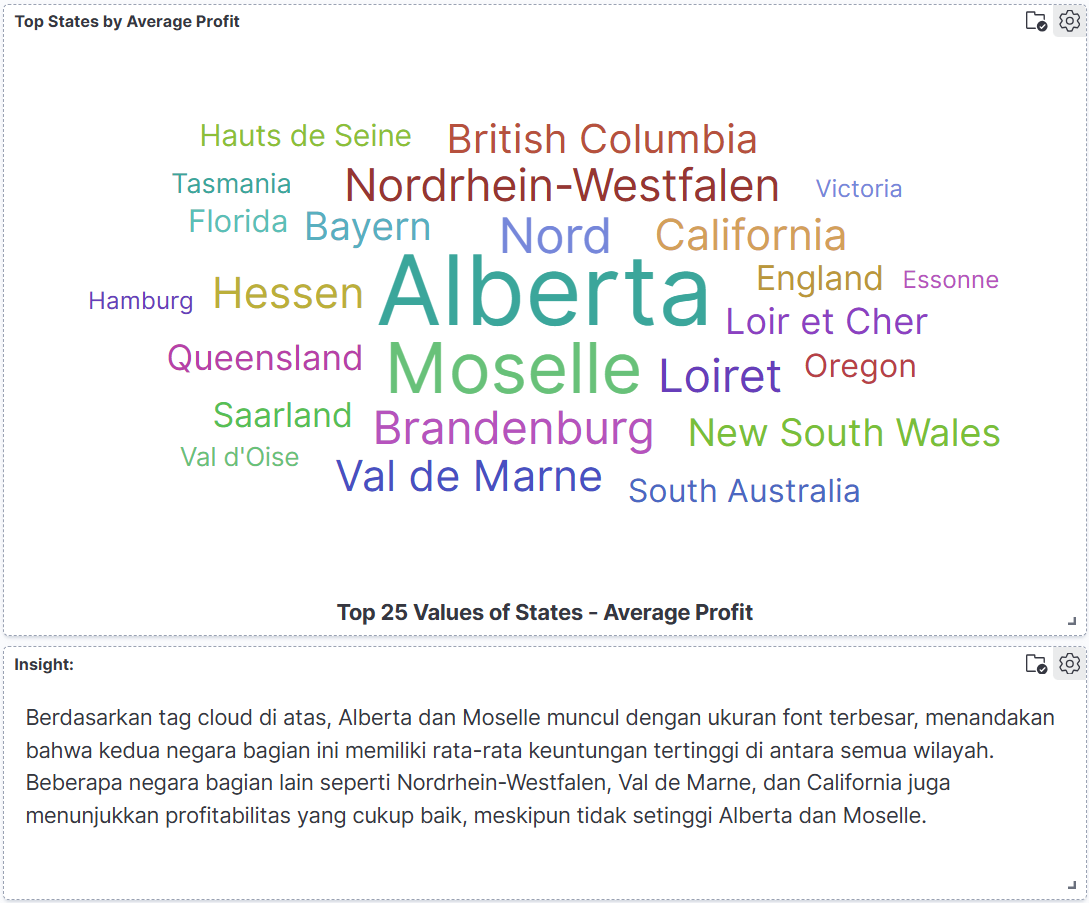 Top States by Average Profit
Hauts de Seine British Columbia
Tasmania Nordrhein-Westfalen Victoria
Florida Bayern Nord California
Hamburg Hessen Alberta England Essonne
Loir et Cher
Queensland Moselle Loiret Oregon
Saarland Brandenburg New South Wales
Val d'Oise Val de Marne South Australia
Top 25 Values of States - Average Profit
Insight:
Berdasarkan tag cloud di atas, Alberta dan Moselle muncul dengan ukuran font terbesar, menandakan
bahwa kedua negara bagian ini memiliki rata-rata keuntungan tertinggi di antara semua wilayah.
Beberapa negara bagian lain seperti Nordrhein-Westfalen, Val de Marne, dan California juga
menunjukkan profitabilitas yang cukup baik, meskipun tidak setinggi Alberta dan Moselle.